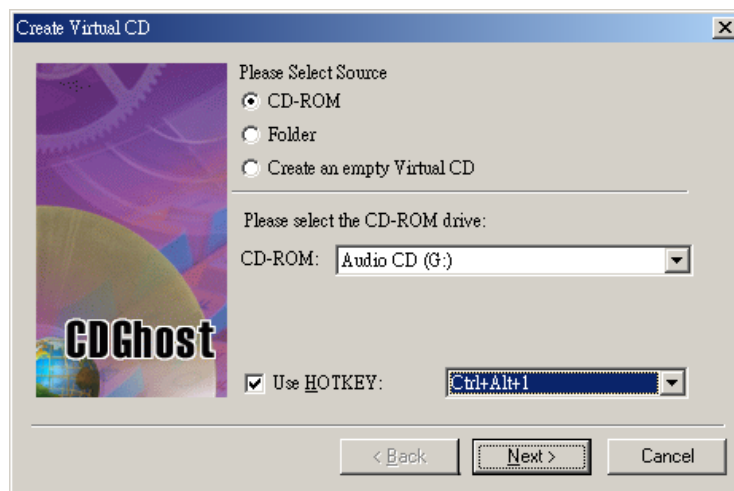 Create Virtual CD
Please Select Source
CD-ROM
Folder
Create an empty Virtual CD
Please select the CD-ROM drive:
CD-ROM: Audio CD (G:)
CDGhost
Use HOTKEY: Ctrl+Alt+1
< Back Next > Cancel